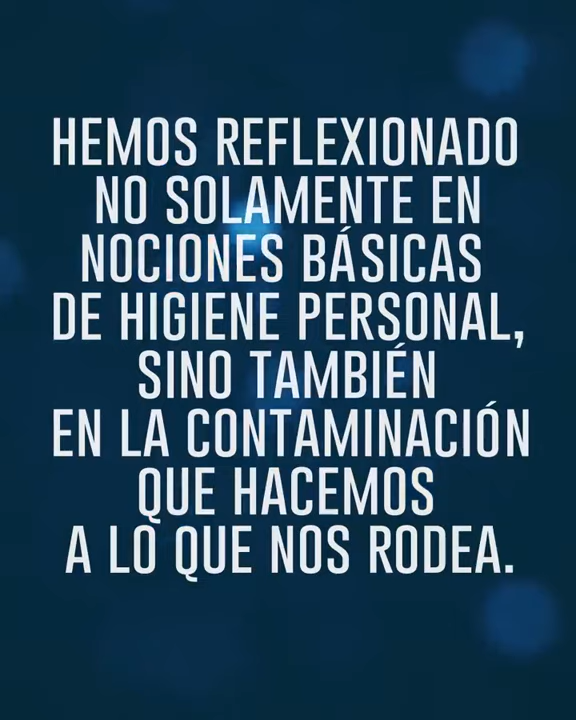 HEMOS REFLEXIONADO
NO SOLAMENTE EN
NOCIONES BÁSICAS
DE HIGIENE PERSONAL,
SINO TAMBIÉN
EN LA CONTAMINACIÓN
QUE HACEMOS
A LO QUE NOS RODEA.